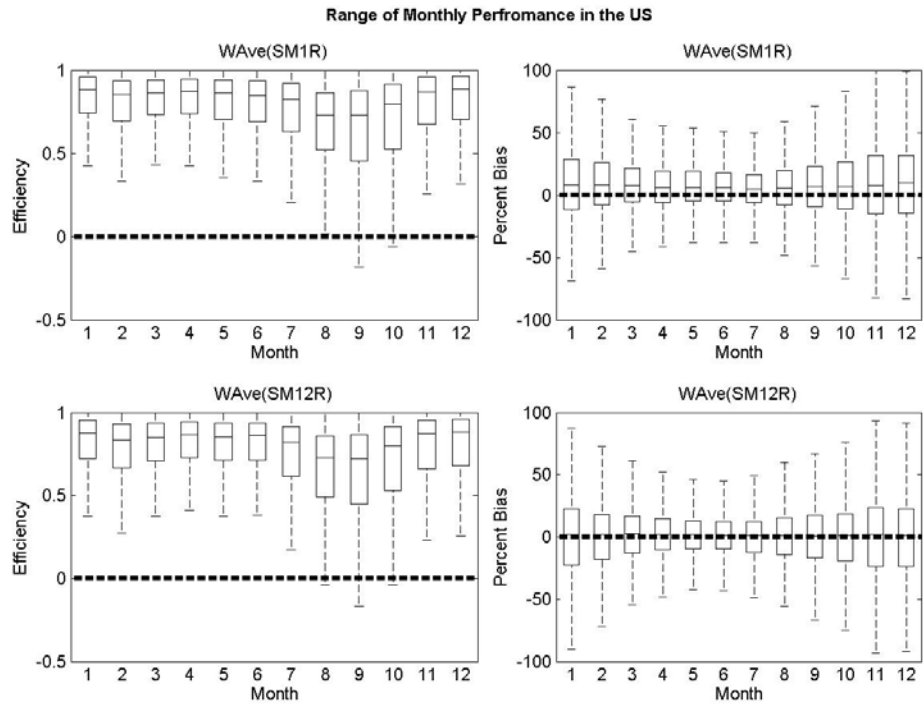 Range of Monthly Perfromance in the US
WAve(SM1R)
1
0.5
0
-0.5
Efficiency
1 2 3 4 5 6 7 8 9 10 11 12
Month
WAve(SM1R)
100
50
0
-50
-100
Percent Bias
1 2 3 4 5 6 7 8 9 10 11 12
Month
WAve(SM12R)
1
0.5
0
-0.5
Efficiency
1 2 3 4 5 6 7 8 9 10 11 12
Month
WAve(SM12R)
100
50
0
-50
-100
Percent Bias
1 2 3 4 5 6 7 8 9 10 11 12
Month